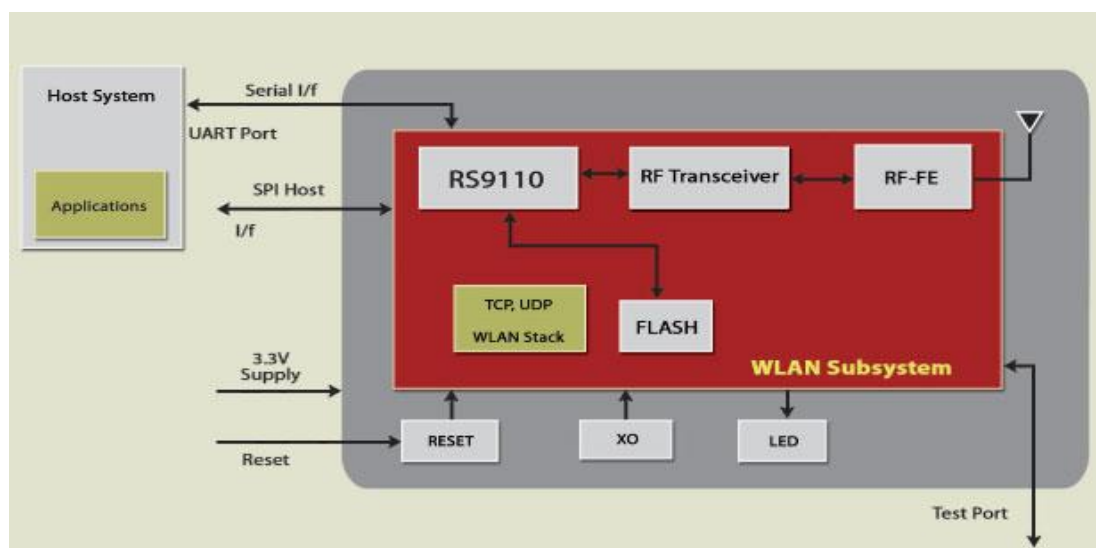 Host System
Applications
Serial I/f
UART Port
SPI Host
I/f
3.3V
Supply
Reset
RS9110
RF Transceiver
RF-FE
TCP, UDP
WLAN Stack
FLASH
WLAN Subsystem
RESET
XO
LED
Test Port